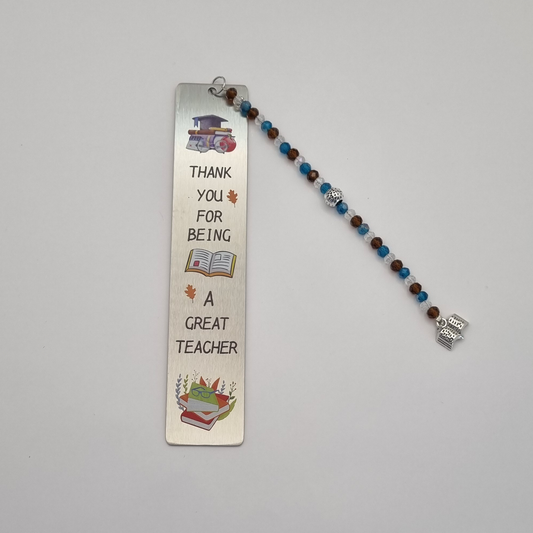 THANK
YOU
FOR
BEING
A
GREAT
TEACHER